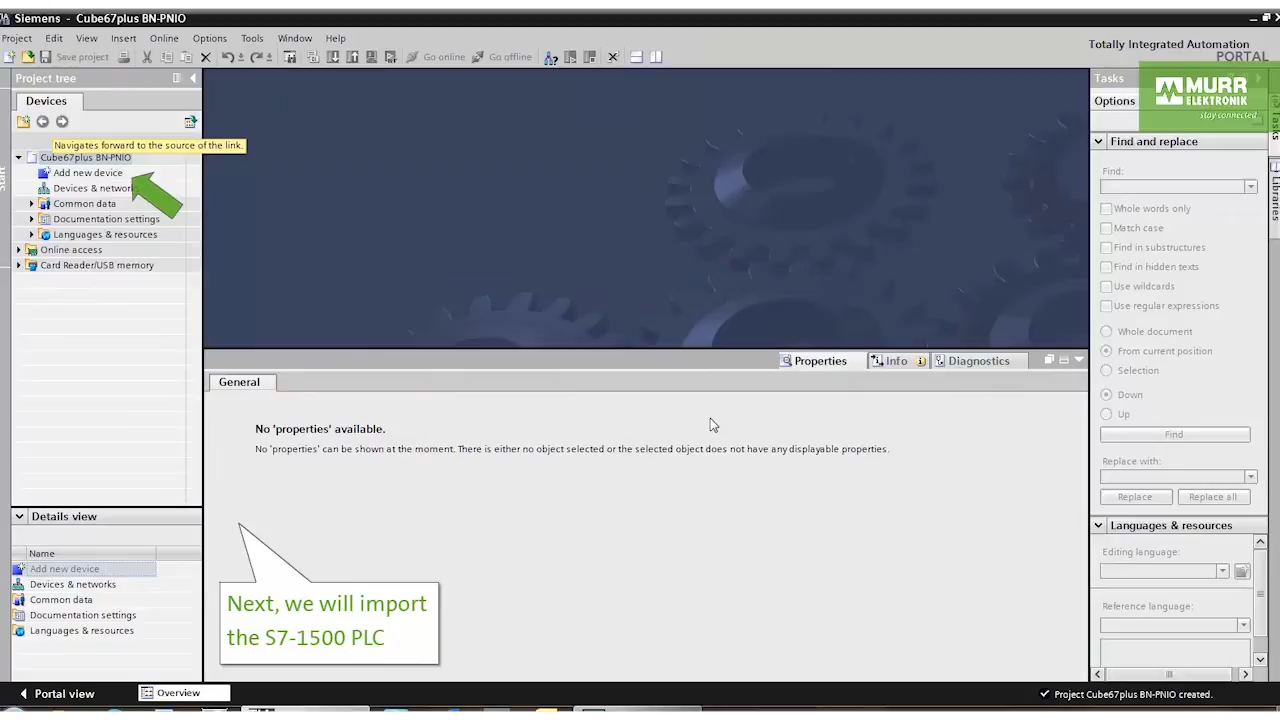 Siemens - Cube67plus BN-PNIO
Project Edit View Insert Online Options Tools Window Help
Totally Integrated Automation
PORTAL
Save project
Go online
Go offline
Project tree
Devices
Navigates forward to the source of the link.
Cube67plus BN-PNIO
Add new device
Devices & network
Common data
Documentation settings
Languages & resources
Online access
Card Reader/USB memory
Details view
Name
Add new device
Devices & networks
Common data
Documentation settings
Languages & resources
Properties
Info
Diagnostics
General
No 'properties' available.
No 'properties' can be shown at the moment. There is either no object selected or the selected object does not have any displayable properties.
Next, we will import
the S7-1500 PLC
Tasks
MURR
ELEKTRONIK
stay connected
Options
Find and replace
Find:
Whole words only
Match case
Find in substructures
Find in hidden texts
Use wildcards
Use regular expressions
Whole document
From current position
Selection
Down
Up
Find
Replace with:
Replace
Replace all
Languages & resources
Editing language:
Reference language:
Tasks
Libraries
Portal view
Overview
Project Cube67plus BN-PNIO created.